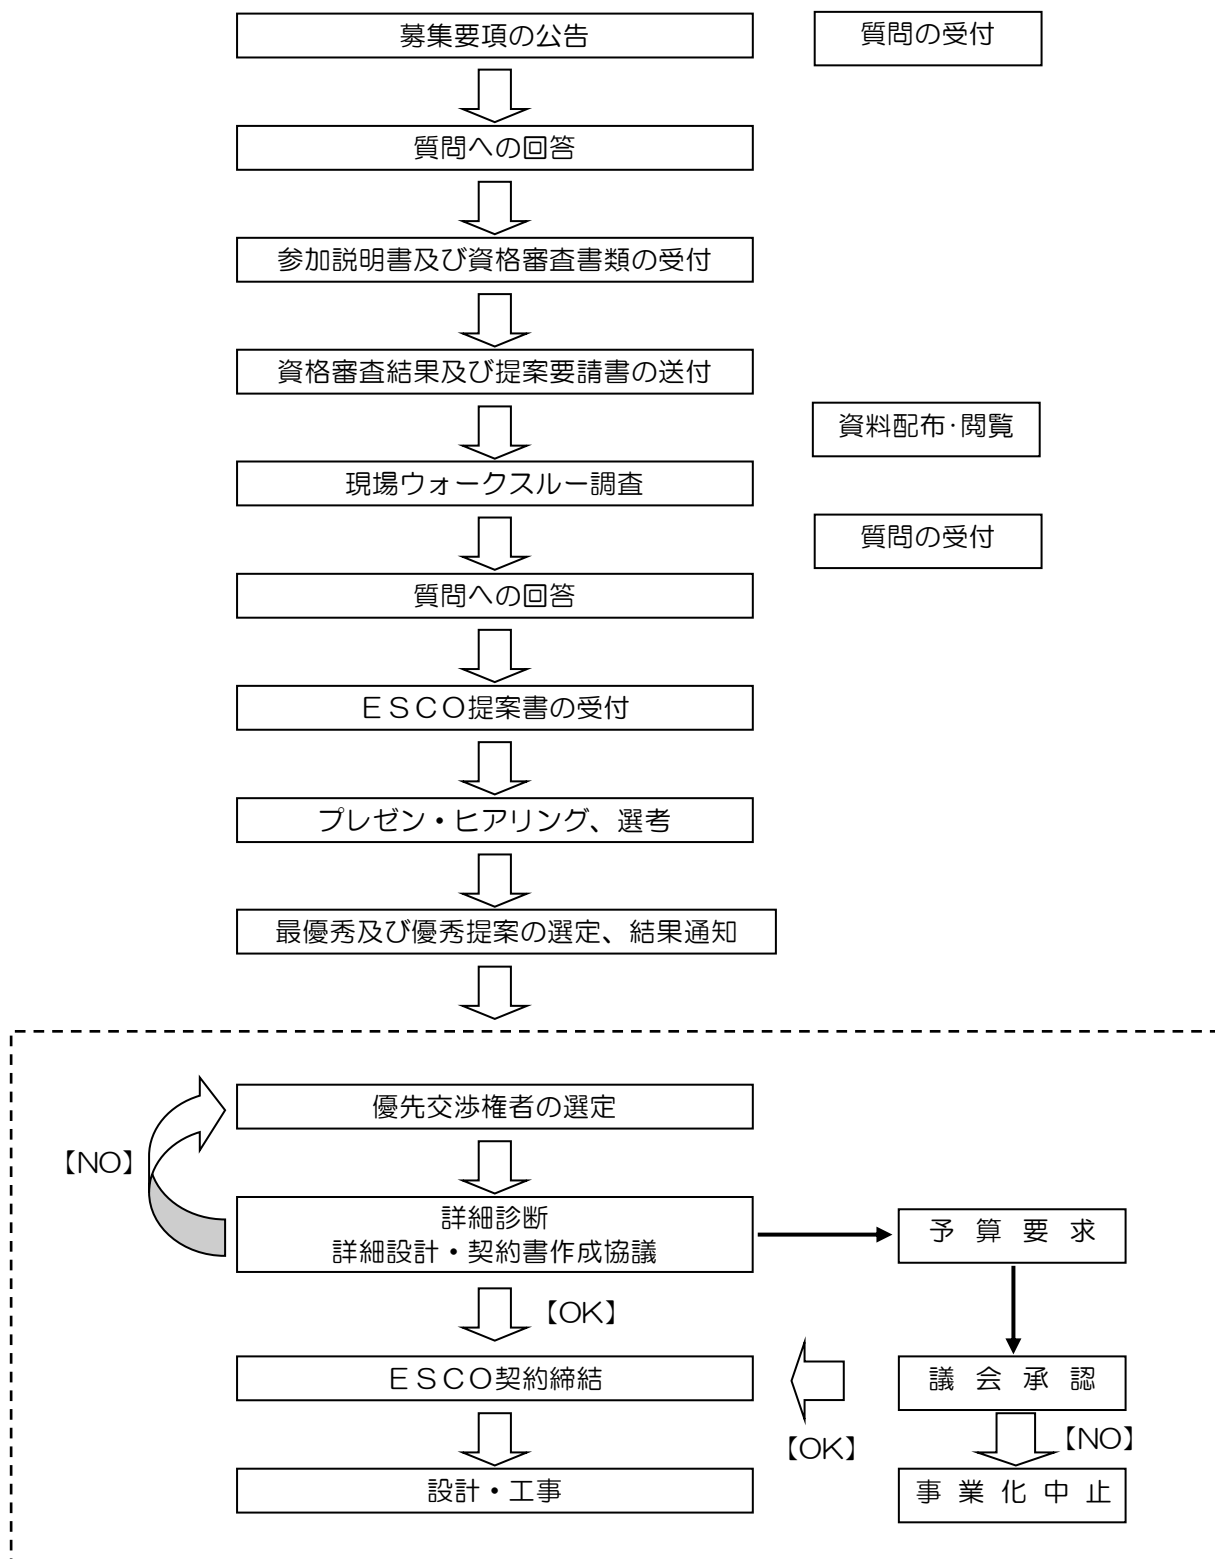 募集要項の公告
質問の受付
質問への回答
参加説明書及び資格審査書類の受付
資格審査結果及び提案要請書の送付
資料配布・閲覧
現場ウォークスルー調査
質問の受付
質問への回答
ＥＳＣＯ提案書の受付
プレゼン・ヒアリング、選考
最優秀及び優秀提案の選定、結果通知
優先交渉権者の選定
【NO】
詳細診断
詳細設計・契約書作成協議
予 算 要 求
【OK】
ＥＳＣＯ契約締結
議 会 承 認
【OK】
【NO】
設計・工事
事 業 化 中 止